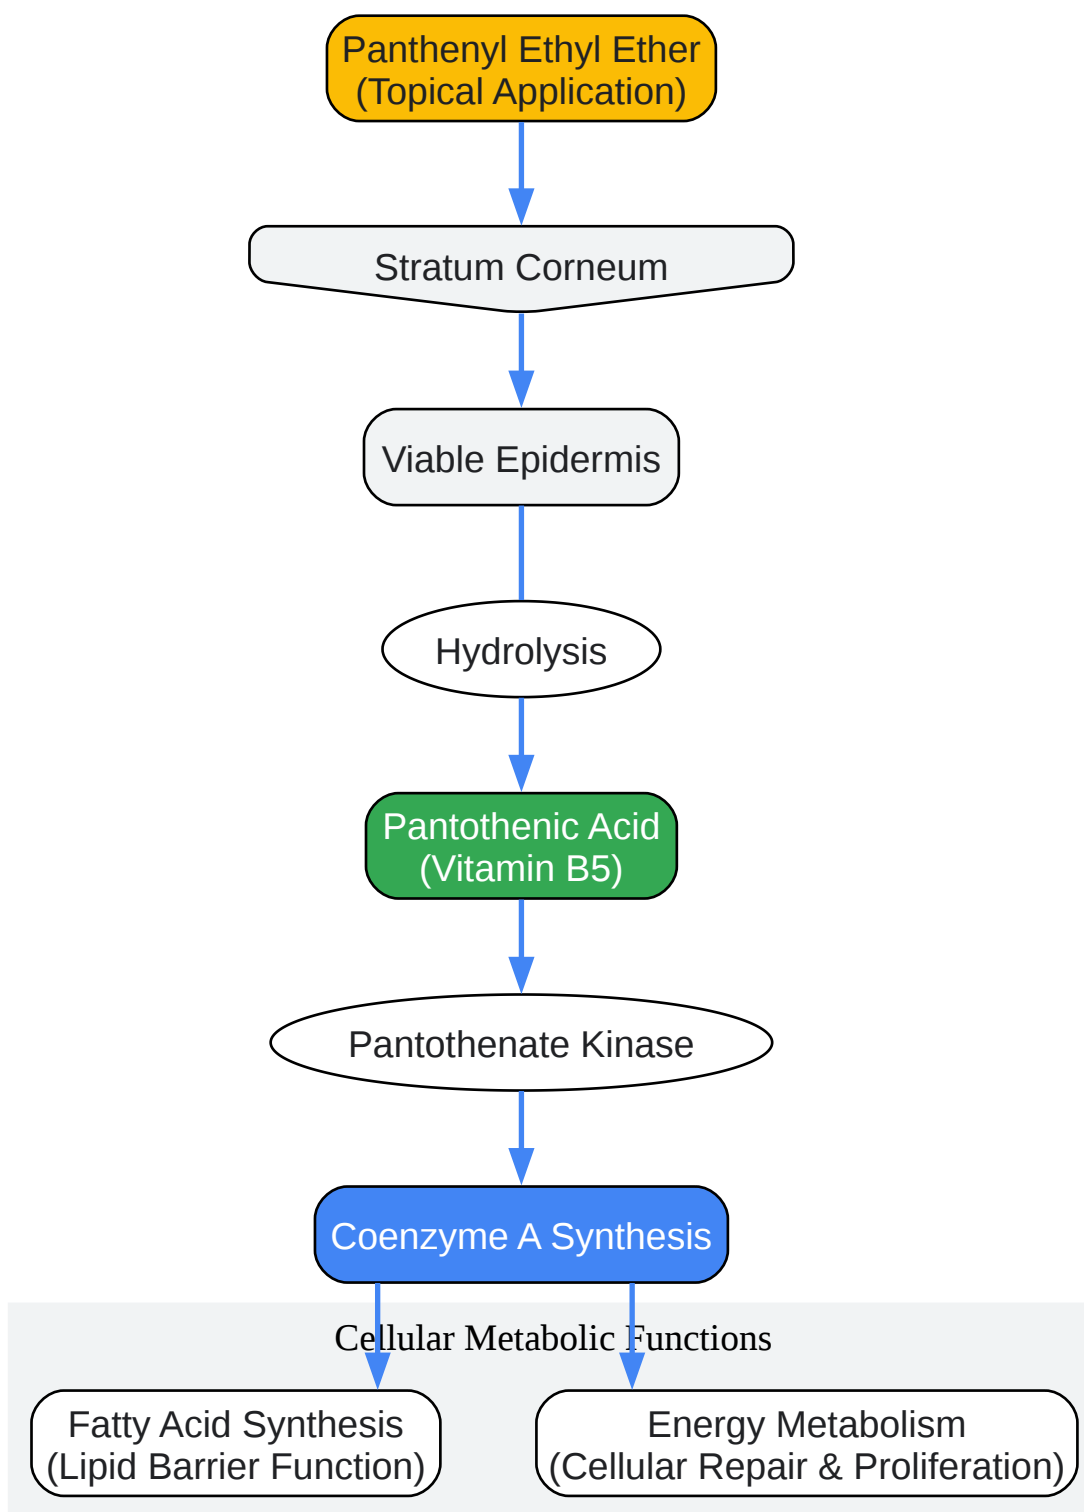 Panthenyl Ethyl Ether
(Topical Application)
Stratum Corneum
Viable Epidermis
Hydrolysis
Pantothenic Acid
(Vitamin B5)
Pantothenate Kinase
Coenzyme A Synthesis
Cellular Metabolic Functions
Fatty Acid Synthesis
(Lipid Barrier Function)
Energy Metabolism
(Cellular Repair & Proliferation)